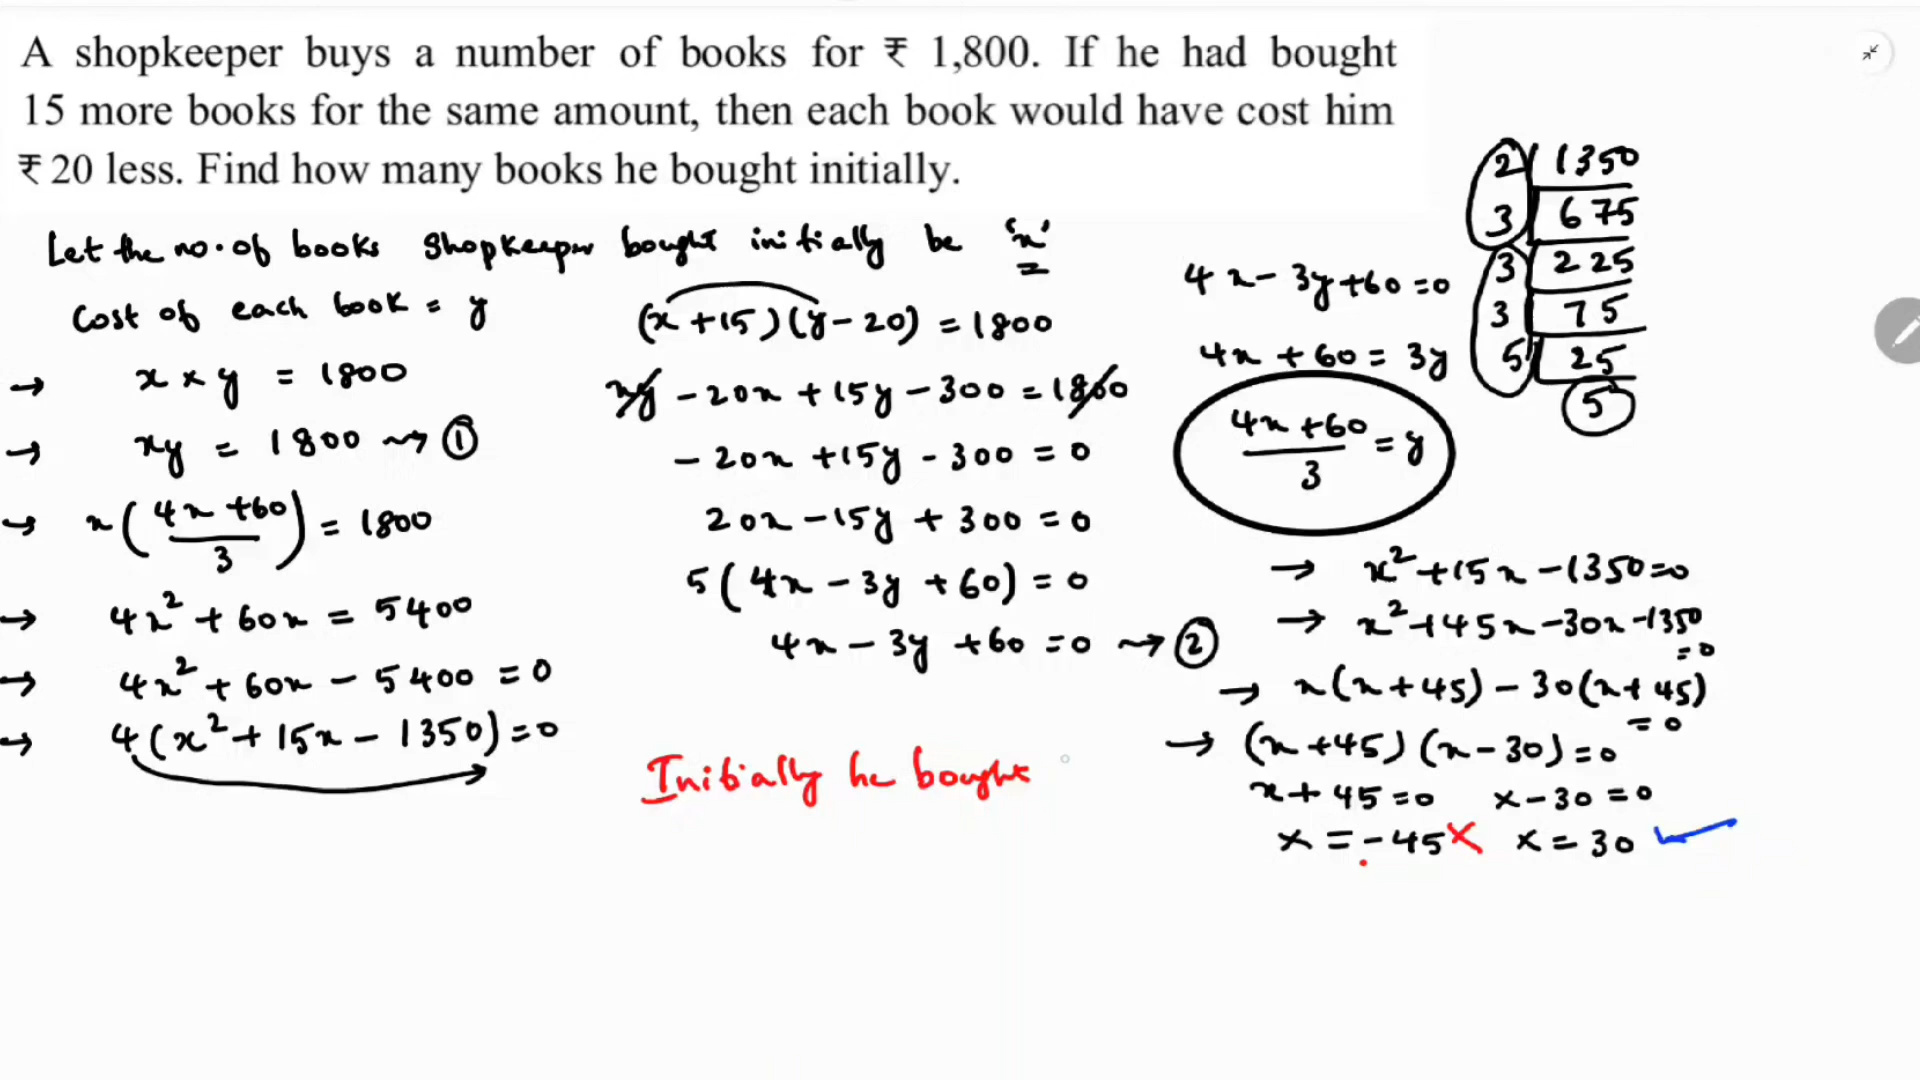 A shopkeeper buys a number of books for ₹ 1,800. If he had bought
15 more books for the same amount, then each book would have cost him
₹ 20 less. Find how many books he bought initially.
Let the no. of books shopkeeper bought initially be 'x'
Cost of each book = y
→ x × y = 1800
→ xy = 1800 ⇝ ①
→ x((4x+60)/3) = 1800
→ 4x² + 60x = 5400
→ 4x² + 60x - 5400 = 0
→ 4(x² + 15x - 1350) = 0
(x+15)(y-20) = 1800
xy - 20x + 15y - 300 = 1800
-20x + 15y - 300 = 0
20x - 15y + 300 = 0
5(4x - 3y + 60) = 0
4x - 3y + 60 = 0 ⇝ ②
Initially he bought
4x - 3y + 60 = 0
4x + 60 = 3y
(4x+60)/3 = y
2 | 1350
3 | 675
3 | 225
3 | 75
5 | 25
5
→ x² + 15x - 1350 = 0
→ x² + 45x - 30x - 1350
= 0
→ x(x+45) - 30(x+45)
= 0
→ (x+45)(x-30) = 0
x + 45 = 0 x - 30 = 0
x = -45 ✗ x = 30 ✓